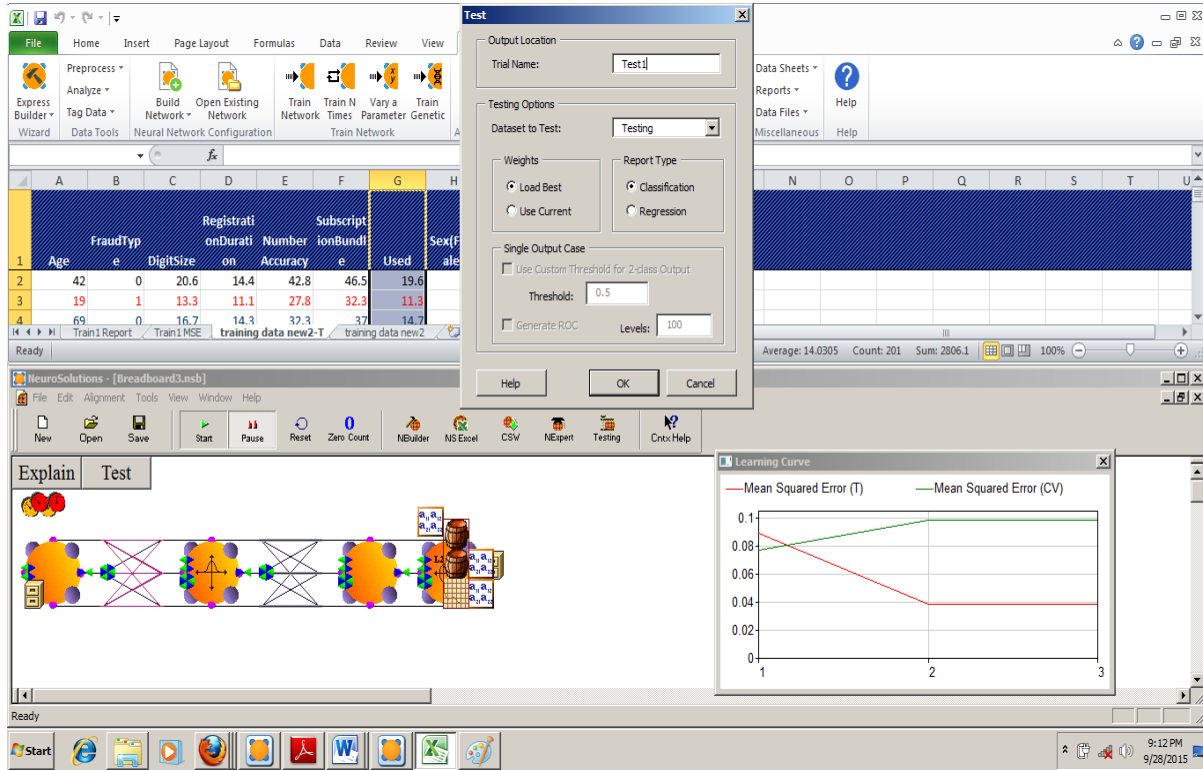 Test
File Home Insert Page Layout Formulas Data Review View
Preprocess
Analyze
Tag Data
Express Builder
Build Network
Open Existing Network
Train Network
Train N Times
Vary a Parameter
Train Genetic
Data Sheets
Reports
Data Files
Help
Wizard Data Tools Neural Network Configuration Train Network Miscellaneous Help
Output Location
Trial Name: Test1
Testing Options
Dataset to Test: Testing
Weights
Load Best
Use Current
Report Type
Classification
Regression
Single Output Case
Use Custom Threshold for 2-class Output
Threshold: 0.5
Generate ROC Levels: 100
Help OK Cancel
fx
A B C D E F G H N O P Q R S T U
Registrati Subscript
FraudTyp onDurati Number ionBundl Sex(F
1 Age e DigitSize on Accuracy e Used ale
2 42 0 20.6 14.4 42.8 46.5 19.6
3 19 1 13.3 11.1 27.8 32.3 11.3
4 69 0 16.7 14.3 32.3 37 14.7
Train1 Report Train1 MSE training data new2-T training data new2
Ready Average: 14.0305 Count: 201 Sum: 2806.1 100%
NeuroSolutions - [Breadboard3.nsb]
File Edit Alignment Tools View Window Help
New Open Save Start Pause Reset Zero Count NBuilder NS Excel CSV NExpert Testing Cntx Help
Explain Test
Learning Curve
Mean Squared Error (T) Mean Squared Error (CV)
0.1
0.08
0.06
0.04
0.02
0
1 2 3
Ready
Start
9:12 PM
9/28/2015